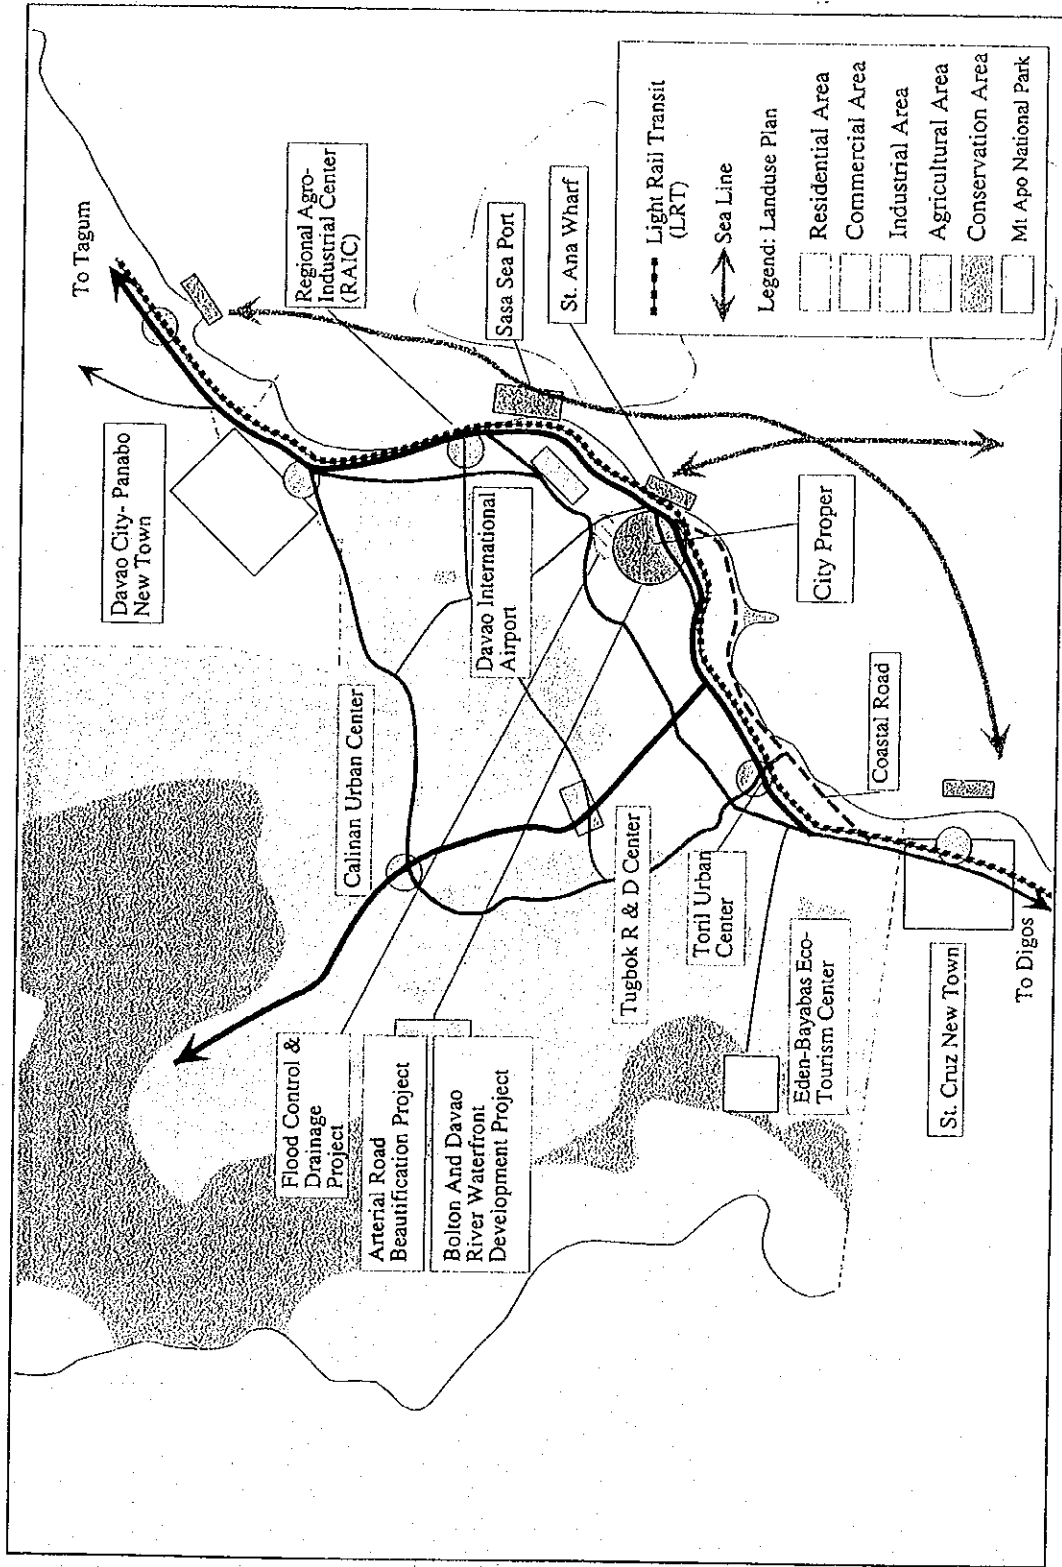 To Tagum
Davao City- Panabo
New Town
Regional Agro-
Industrial Center
(RAIC)
Sasa Sea Port
St. Ana Wharf
Calinan Urban Center
Davao International
Airport
City Proper
Flood Control &
Drainage
Project
Arterial Road
Beautification Project
Bolton And Davao
River Waterfront
Development Project
Tugbok R & D Center
Toril Urban
Center
Coastal Road
Eden-Bayabas Eco-
Tourism Center
St. Cruz New Town
To Digos
Light Rail Transit
(LRT)
Sea Line
Legend: Landuse Plan
Residential Area
Commercial Area
Industrial Area
Agricultural Area
Conservation Area
Mt Apo National Park